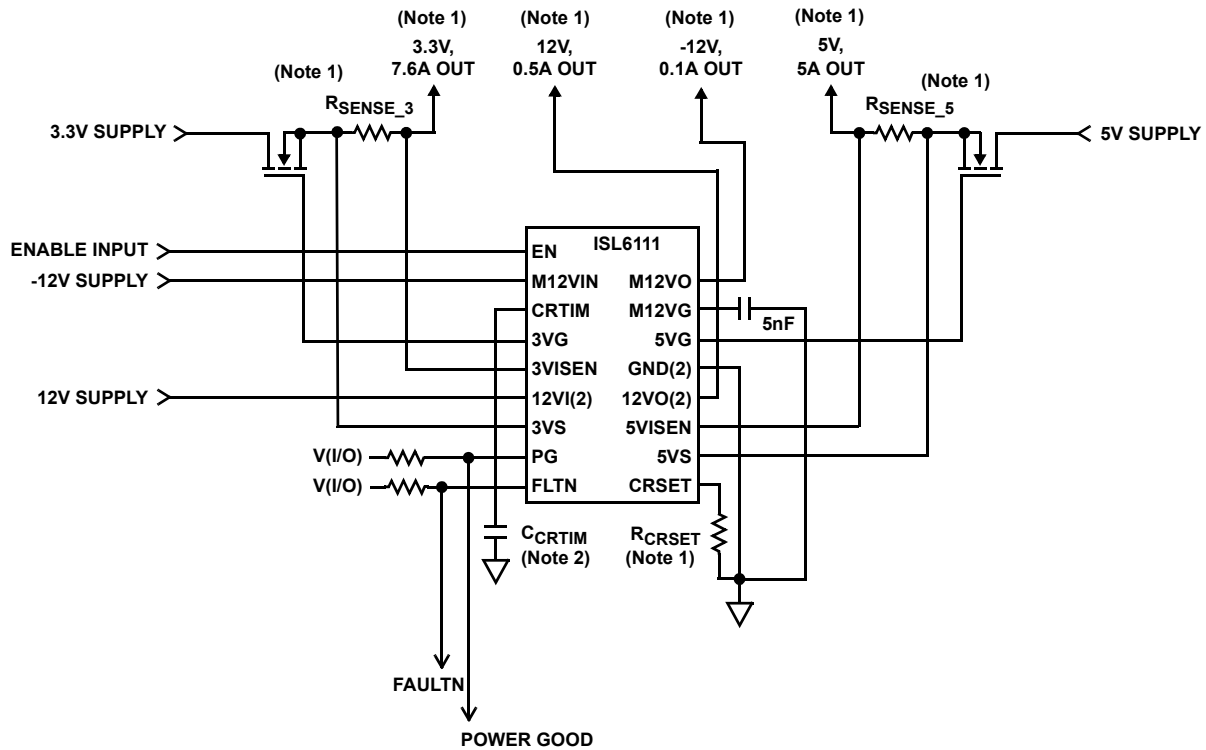 (Note 1)
3.3V,
7.6A OUT
(Note 1)
12V,
0.5A OUT
(Note 1)
-12V,
0.1A OUT
(Note 1)
5V,
5A OUT
(Note 1)
RSENSE_3
(Note 1)
RSENSE_5
3.3V SUPPLY
5V SUPPLY
ENABLE INPUT
-12V SUPPLY
12V SUPPLY
V(I/O)
V(I/O)
ISL6111
EN
M12VIN
CRTIM
3VG
3VISEN
12VI(2)
3VS
PG
FLTN
M12VO
M12VG
5VG
GND(2)
12VO(2)
5VISEN
5VS
CRSET
5nF
CCRTIM
(Note 2)
RCRSET
(Note 1)
FAULTN
POWER GOOD